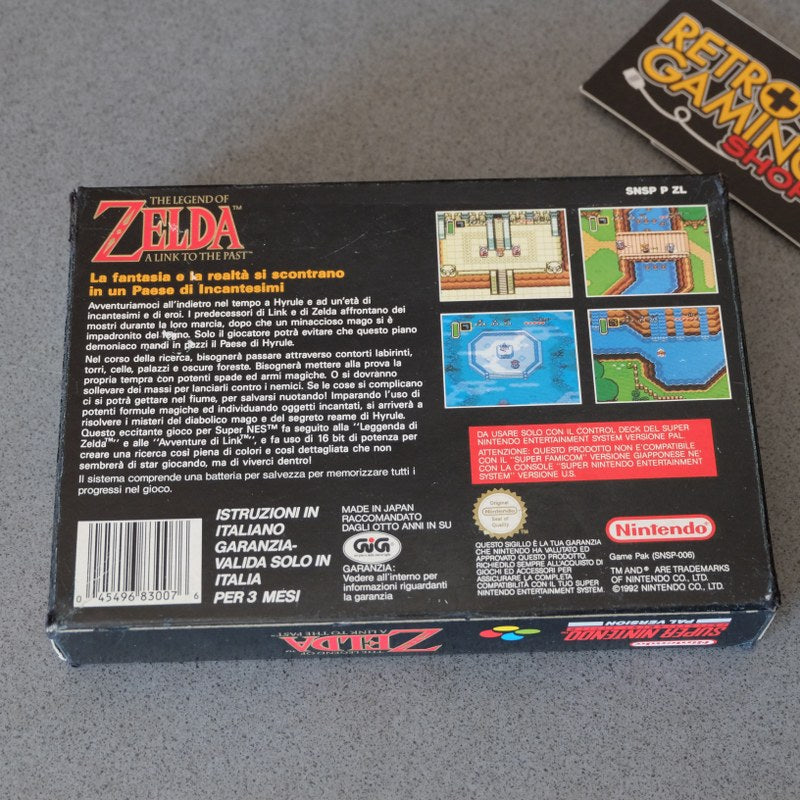 RETRO
GAMING
SHOP
SNSP P ZL
THE LEGEND OF
ZELDA™
A LINK TO THE PAST™
La fantasia e la realtà si scontrano
in un Paese di Incantesimi
Avventuriamoci all'indietro nel tempo a Hyrule e ad un'età di
incantesimi e di eroi. I predecessori di Link e di Zelda affrontano dei
mostri durante la loro marcia, dopo che un minaccioso mago si è
impadronito del Regno. Solo il giocatore potrà evitare che questo piano
demoniaco mandi in pezzi il Paese di Hyrule.
Nel corso della ricerca, bisognerà passare attraverso contorti labirinti,
torri, celle, palazzi e oscure foreste. Bisognerà mettere alla prova la
propria tempra con potenti spade ed armi magiche. O si dovranno
sollevare dei massi per lanciarli contro i nemici. Se le cose si complicano
ci si potrà gettare nel fiume, per salvarsi nuotando! Imparando l'uso di
potenti formule magiche ed individuando oggetti incantati, si arriverà a
risolvere i misteri del diabolico mago e del segreto reame di Hyrule.
Questo eccitante gioco per Super NES™ fa seguito alla ''Leggenda di
Zelda™'' e alle ''Avventure di Link™'', e fa uso di 16 bit di potenza per
creare una ricerca così piena di colori e così dettagliata che non
sembrerà di star giocando, ma di viverci dentro!
Il sistema comprende una batteria per salvezza per memorizzare tutti i
progressi nel gioco.
DA USARE SOLO CON IL CONTROL DECK DEL SUPER
NINTENDO ENTERTAINMENT SYSTEM VERSIONE PAL.
ATTENZIONE: QUESTO PRODOTTO NON E'COMPATIBILE
CON IL "SUPER FAMICOM" VERSIONE GIAPPONESE NE'
CON LA CONSOLE "SUPER NINTENDO ENTERTAINMENT
SYSTEM" VERSIONE U.S.
0 45496 83007 6
ISTRUZIONI IN
ITALIANO
GARANZIA-
VALIDA SOLO IN
ITALIA
PER 3 MESI
MADE IN JAPAN
RACCOMANDATO
DAGLI OTTO ANNI IN SU
GiG
GARANZIA:
Vedere all'interno per
informazioni riguardanti
la garanzia
Original
Nintendo
Seal of
Quality
QUESTO SIGILLO È LA TUA GARANZIA
CHE NINTENDO HA VALUTATO ED
APPROVATO QUESTO PRODOTTO.
RICHIEDILO SEMPRE ALL'ACQUISTO DI
GIOCHI ED ACCESSORI PER
ASSICURARE LA COMPLETA
COMPATIBILITÀ CON IL TUO SUPER
NINTENDO ENTERTAINMENT SYSTEM.
Nintendo®
Game Pak (SNSP-006)
TM AND ® ARE TRADEMARKS
OF NINTENDO CO., LTD.
©1992 NINTENDO CO., LTD.
THE LEGEND OF
ZELDA
A LINK TO THE PAST™
Nintendo
SUPER NINTENDO
PAL VERSION